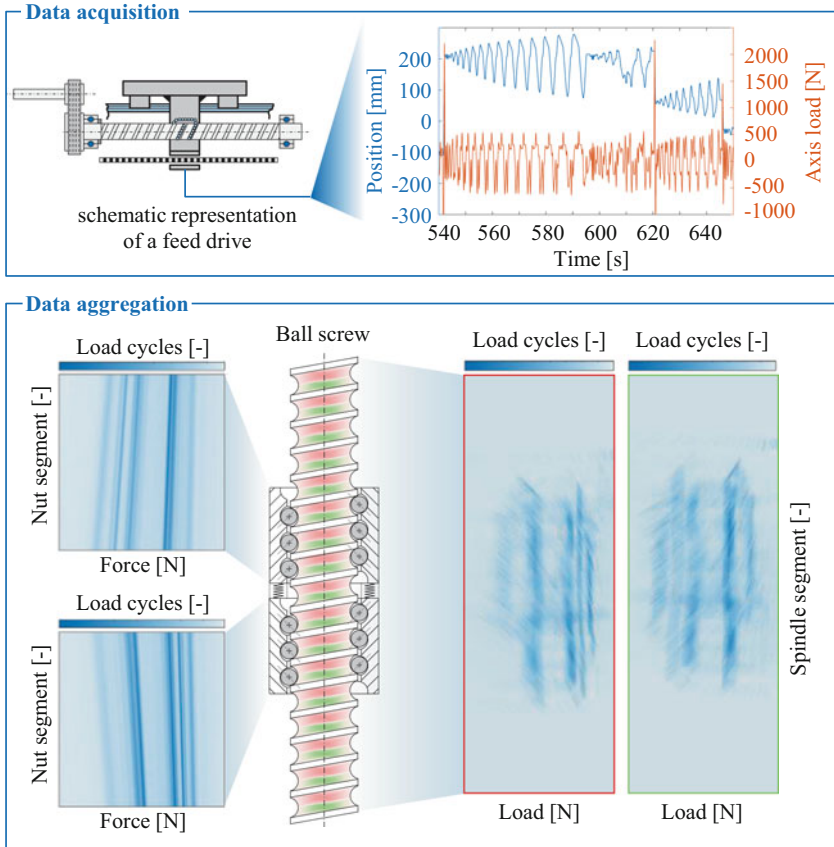 Data acquisition
schematic representation
of a feed drive
Position [mm]
200
100
0
-100
-200
-300
540 560 580 600 620 640
Time [s]
2000
1500
1000
500
0
-500
-1000
Axis load [N]
Data aggregation
Load cycles [-]
Nut segment [-]
Force [N]
Load cycles [-]
Nut segment [-]
Force [N]
Ball screw
Load cycles [-]
Load [N]
Load cycles [-]
Load [N]
Spindle segment [-]